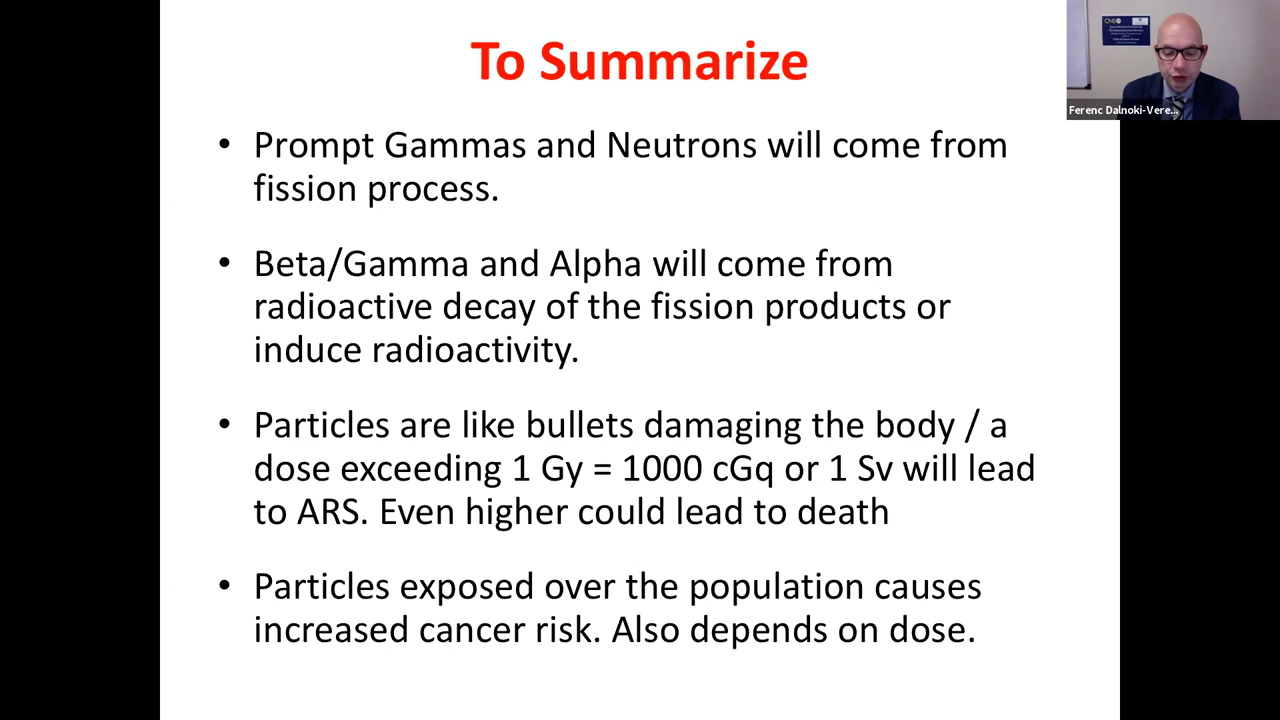 To Summarize
• Prompt Gammas and Neutrons will come from
fission process.
• Beta/Gamma and Alpha will come from
radioactive decay of the fission products or
induce radioactivity.
• Particles are like bullets damaging the body / a
dose exceeding 1 Gy = 1000 cGq or 1 Sv will lead
to ARS. Even higher could lead to death
• Particles exposed over the population causes
increased cancer risk. Also depends on dose.
CNS
Ferenc Dalnoki-Vere...